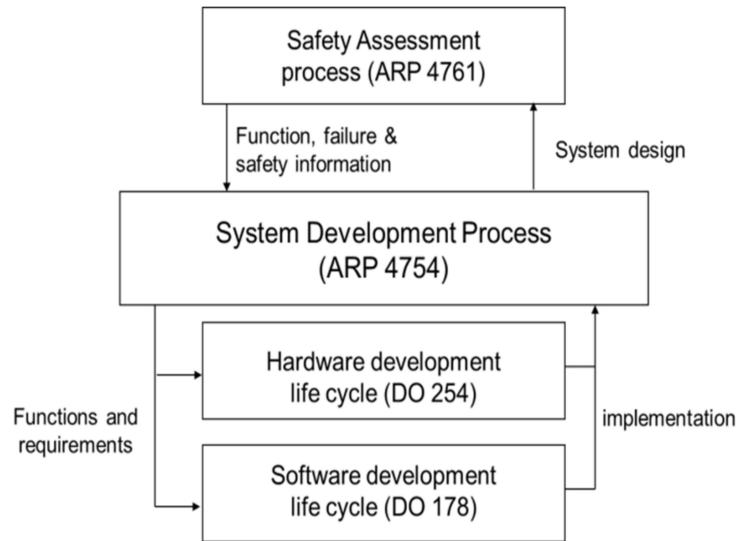 Safety Assessment
process (ARP 4761)
Function, failure &
safety information
System design
System Development Process
(ARP 4754)
Hardware development
life cycle (DO 254)
Functions and
requirements
implementation
Software development
life cycle (DO 178)